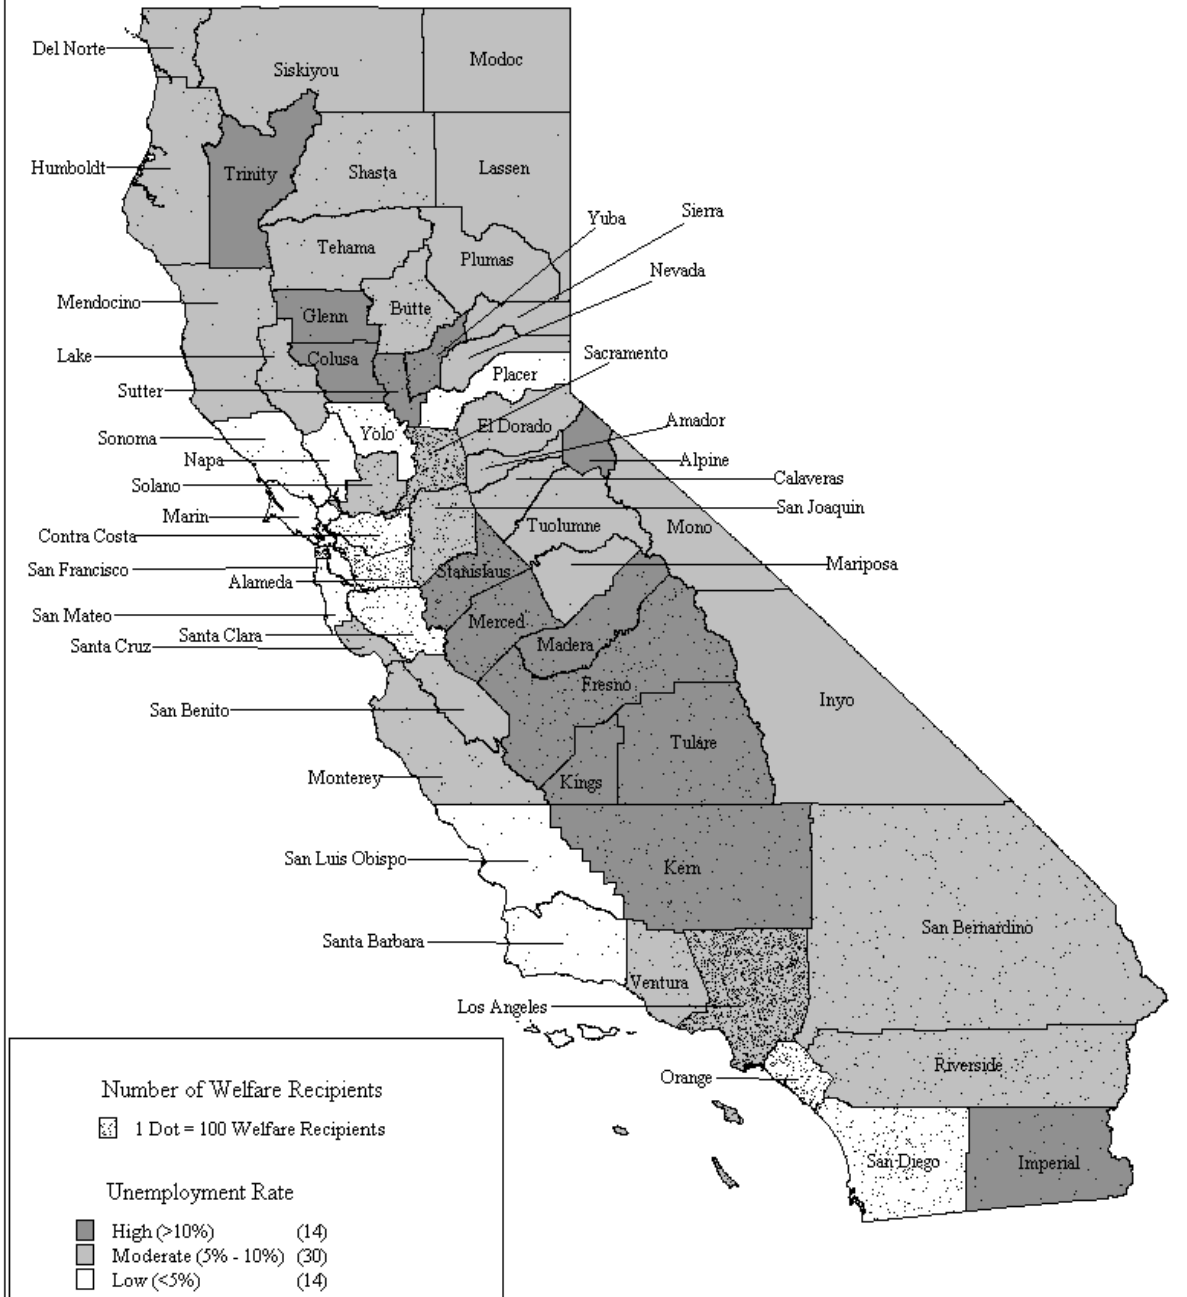 Del Norte
Siskiyou
Modoc
Humboldt
Trinity
Shasta
Lassen
Yuba
Sierra
Tehama
Plumas
Nevada
Mendocino
Glenn
Butte
Lake
Colusa
Sacramento
Sutter
Placer
Sonoma
Yolo
El Dorado
Amador
Napa
Alpine
Solano
Calaveras
Marin
San Joaquin
Contra Costa
Tuolumne
Mono
San Francisco
Alameda
Stanislaus
Mariposa
San Mateo
Santa Clara
Merced
Santa Cruz
Madera
Fresno
San Benito
Inyo
Tulare
Monterey
Kings
San Luis Obispo
Kern
Santa Barbara
San Bernardino
Ventura
Los Angeles
Orange
Riverside
San Diego
Imperial
Number of Welfare Recipients
1 Dot = 100 Welfare Recipients
Unemployment Rate
High (>10%) (14)
Moderate (5% - 10%) (30)
Low (<5%) (14)